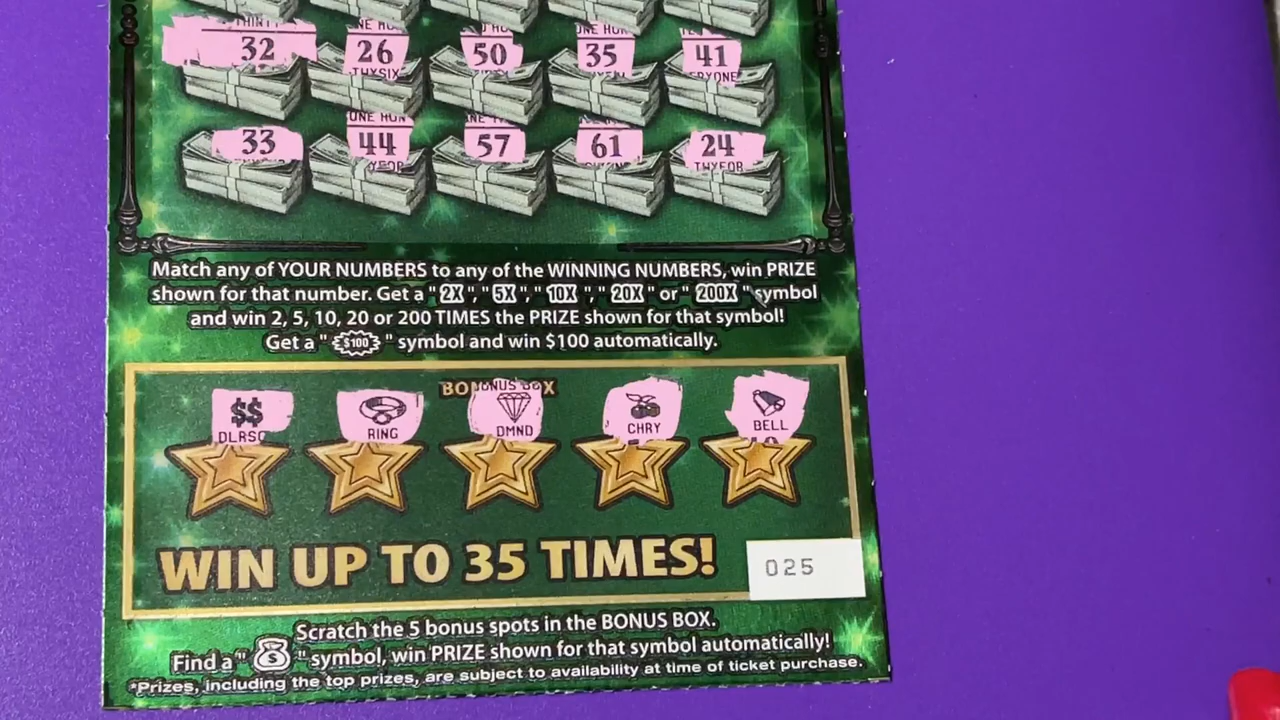 32 26 50 35 41
THYSIX
33 44 57 61 24
Match any of YOUR NUMBERS to any of the WINNING NUMBERS, win PRIZE
shown for that number. Get a "2X", "5X", "10X", "20X" or "200X" symbol
and win 2, 5, 10, 20 or 200 TIMES the PRIZE shown for that symbol!
Get a "$100" symbol and win $100 automatically.
BONUS BOX
$$
DLRS RING DMND CHRY BELL
WIN UP TO 35 TIMES!
025
Scratch the 5 bonus spots in the BONUS BOX.
Find a "$" symbol, win PRIZE shown for that symbol automatically!
*Prizes, including the top prizes, are subject to availability at time of ticket purchase.